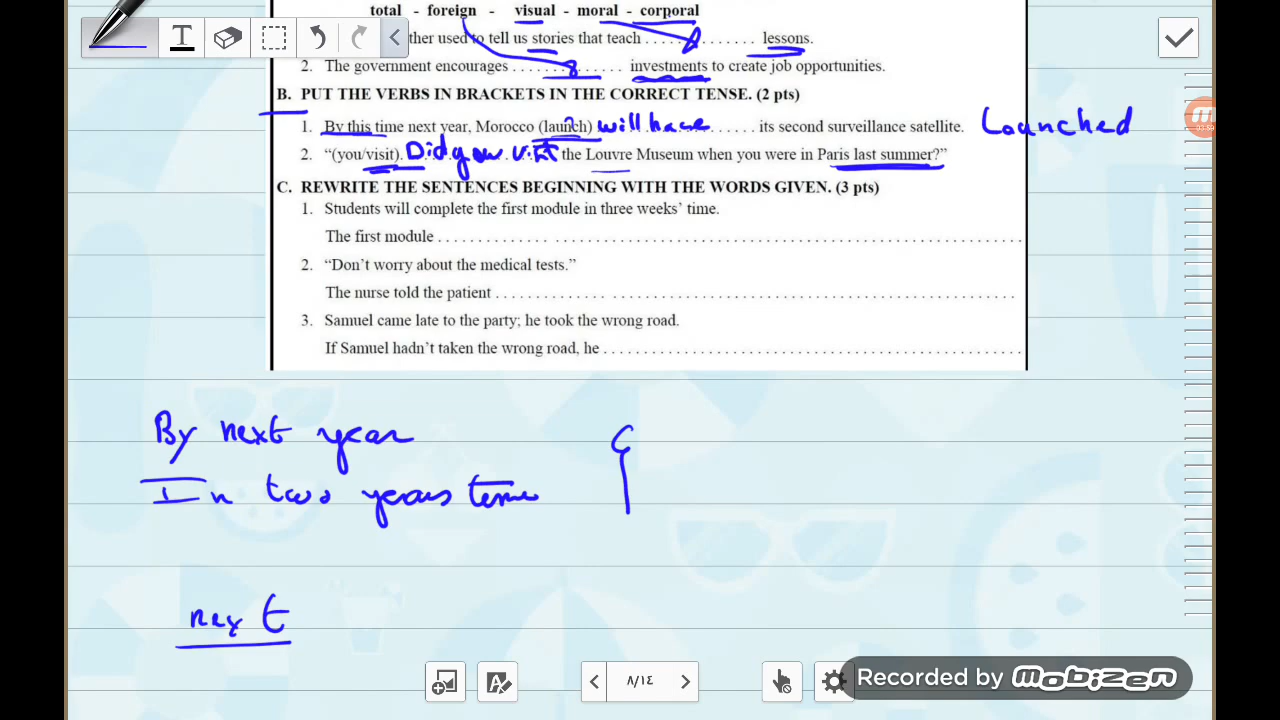 total - foreign - visual - moral - corporal
ther used to tell us stories that teach . . . . . . . . . . . . lessons.
2. The government encourages . . . . . . . . . . . . investments to create job opportunities.
B. PUT THE VERBS IN BRACKETS IN THE CORRECT TENSE. (2 pts)
1. By this time next year, Morocco (launch) will have . . . . . . its second surveillance satellite. Launched
2. “(you/visit). Did you visit the Louvre Museum when you were in Paris last summer?”
C. REWRITE THE SENTENCES BEGINNING WITH THE WORDS GIVEN. (3 pts)
1. Students will complete the first module in three weeks’ time.
The first module . . . . . . . . . . . . . . . . . . . . . . . .
2. “Don’t worry about the medical tests.”
The nurse told the patient . . . . . . . . . . . . . . . . . . . . . . . .
3. Samuel came late to the party; he took the wrong road.
If Samuel hadn’t taken the wrong road, he . . . . . . . . . . . . . . . . . . . . . . . .
By next year
In two years time
next
T
٨/١٤
Recorded by mobizen